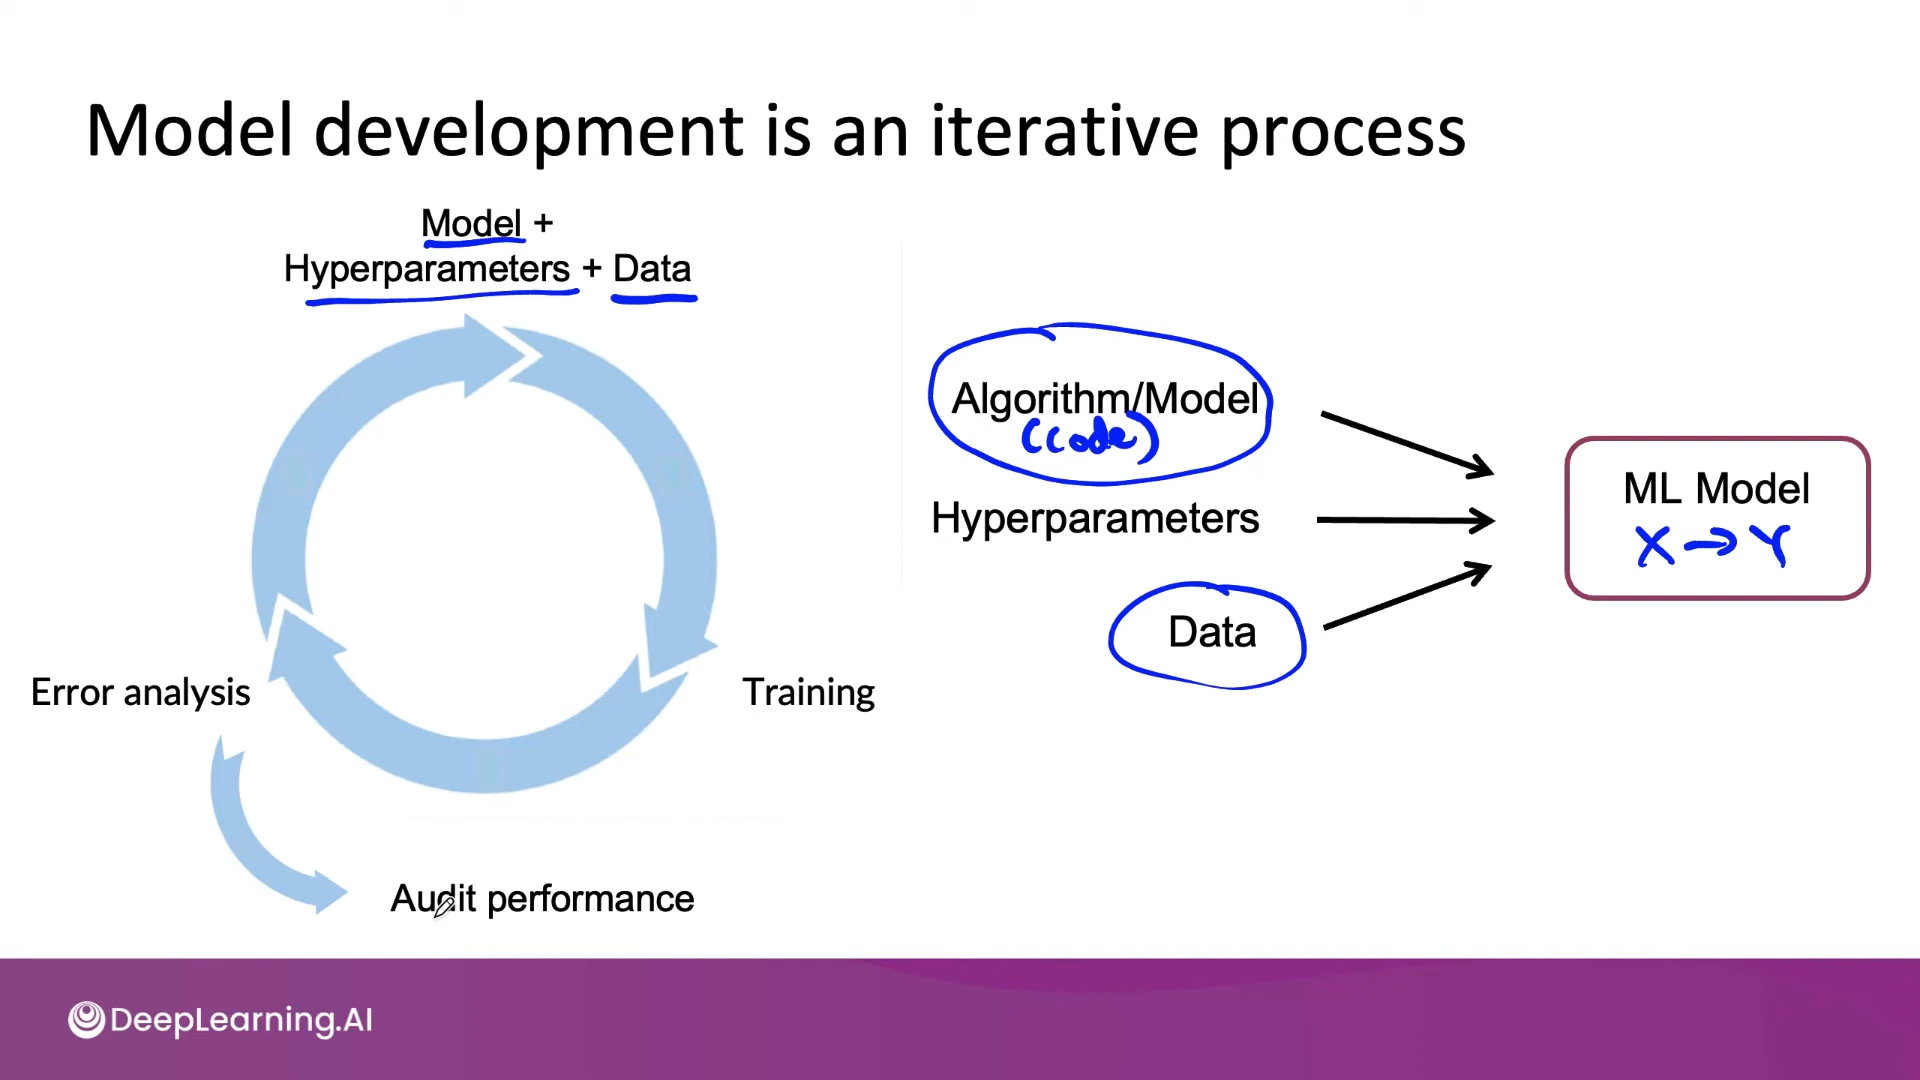 Model development is an iterative process
Model +
Hyperparameters + Data
Error analysis
Training
Audit performance
Algorithm/Model
(code)
Hyperparameters
Data
ML Model
X → Y
DeepLearning.AI